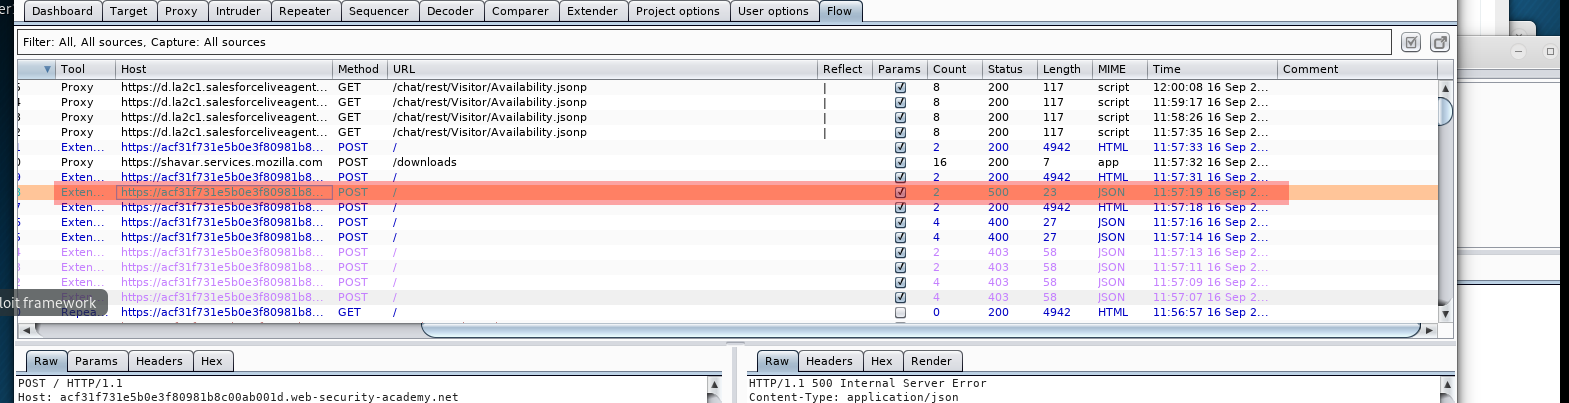 Dashboard Target Proxy Intruder Repeater Sequencer Decoder Comparer Extender Project options User options Flow
Filter: All, All sources, Capture: All sources
Tool Host Method URL Reflect Params Count Status Length MIME Time Comment
5 Proxy https://d.la2c1.salesforceliveagent... GET /chat/rest/Visitor/Availability.jsonp | 8 200 117 script 12:00:08 16 Sep 2...
4 Proxy https://d.la2c1.salesforceliveagent... GET /chat/rest/Visitor/Availability.jsonp | 8 200 117 script 11:59:17 16 Sep 2...
3 Proxy https://d.la2c1.salesforceliveagent... GET /chat/rest/Visitor/Availability.jsonp | 8 200 117 script 11:58:26 16 Sep 2...
2 Proxy https://d.la2c1.salesforceliveagent... GET /chat/rest/Visitor/Availability.jsonp | 8 200 117 script 11:57:35 16 Sep 2...
Exten... https://acf31f731e5b0e3f80981b8... POST / 2 200 4942 HTML 11:57:33 16 Sep 2...
Proxy https://shavar.services.mozilla.com POST /downloads 16 200 7 app 11:57:32 16 Sep 2...
Exten... https://acf31f731e5b0e3f80981b8... POST / 2 200 4942 HTML 11:57:31 16 Sep 2...
Exten... https://acf31f731e5b0e3f80981b8... POST / 2 500 23 JSON 11:57:19 16 Sep 2...
7 Exten... https://acf31f731e5b0e3f80981b8... POST / 2 200 4942 HTML 11:57:18 16 Sep 2...
Exten... https://acf31f731e5b0e3f80981b8... POST / 4 400 27 JSON 11:57:16 16 Sep 2...
Exten... https://acf31f731e5b0e3f80981b8... POST / 4 400 27 JSON 11:57:14 16 Sep 2...
Exten... https://acf31f731e5b0e3f80981b8... POST / 2 403 58 JSON 11:57:13 16 Sep 2...
Exten... https://acf31f731e5b0e3f80981b8... POST / 2 403 58 JSON 11:57:11 16 Sep 2...
Exten... https://acf31f731e5b0e3f80981b8... POST / 4 403 58 JSON 11:57:09 16 Sep 2...
loit framework https://acf31f731e5b0e3f80981b8... POST / 4 403 58 JSON 11:57:07 16 Sep 2...
Repea... https://acf31f731e5b0e3f80981b8... GET / 0 200 4942 HTML 11:56:57 16 Sep 2...
Raw Params Headers Hex
POST / HTTP/1.1
Host: acf31f731e5b0e3f80981b8c00ab001d.web-security-academy.net
Raw Headers Hex Render
HTTP/1.1 500 Internal Server Error
Content-Type: application/json